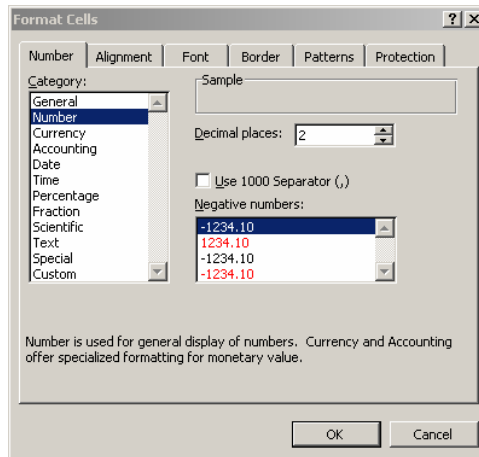 Format Cells
Number Alignment Font Border Patterns Protection
Category:
General
Number
Currency
Accounting
Date
Time
Percentage
Fraction
Scientific
Text
Special
Custom
Sample
Decimal places: 2
Use 1000 Separator (,)
Negative numbers:
-1234.10
1234.10
-1234.10
-1234.10
Number is used for general display of numbers. Currency and Accounting
offer specialized formatting for monetary value.
OK Cancel